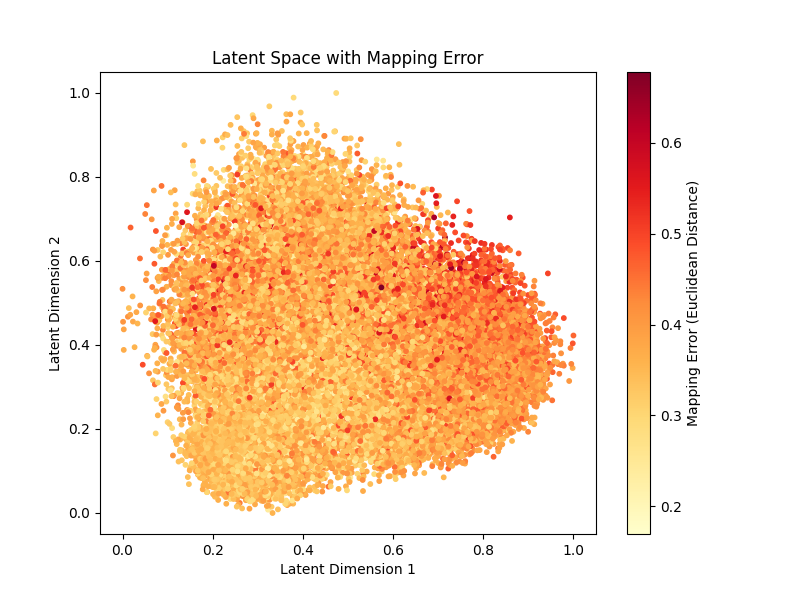 Latent Space with Mapping Error
1.0
0.8
0.6
0.4
0.2
0.0
Latent Dimension 2
0.0 0.2 0.4 0.6 0.8 1.0
Latent Dimension 1
0.6
0.5
0.4
0.3
0.2
Mapping Error (Euclidean Distance)